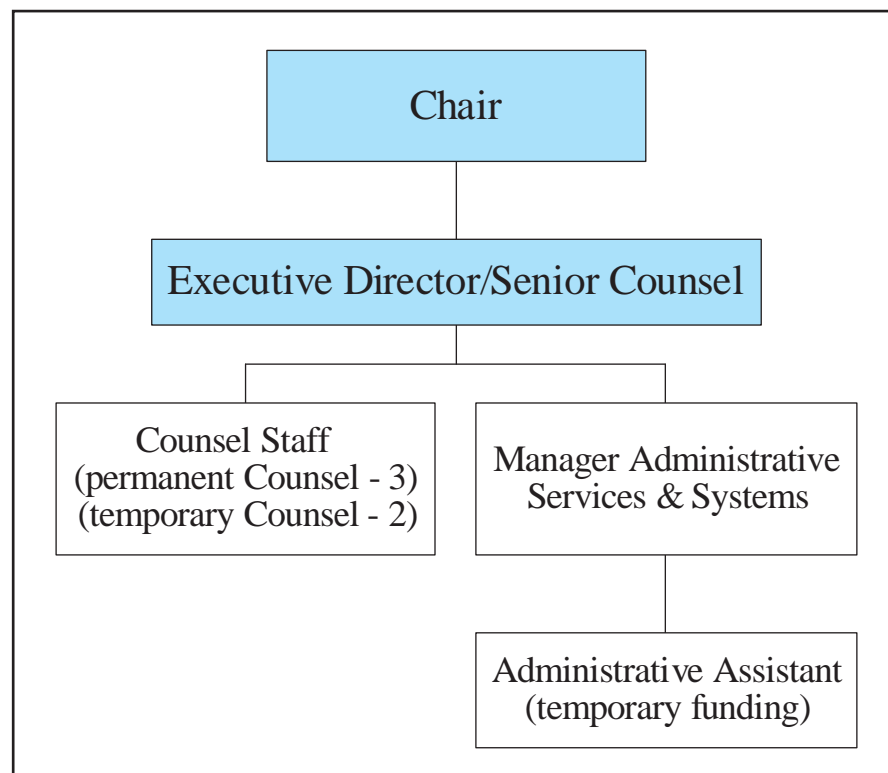 Chair
Executive Director/Senior Counsel
Counsel Staff
(permanent Counsel - 3)
(temporary Counsel - 2)
Manager Administrative
Services & Systems
Administrative Assistant
(temporary funding)